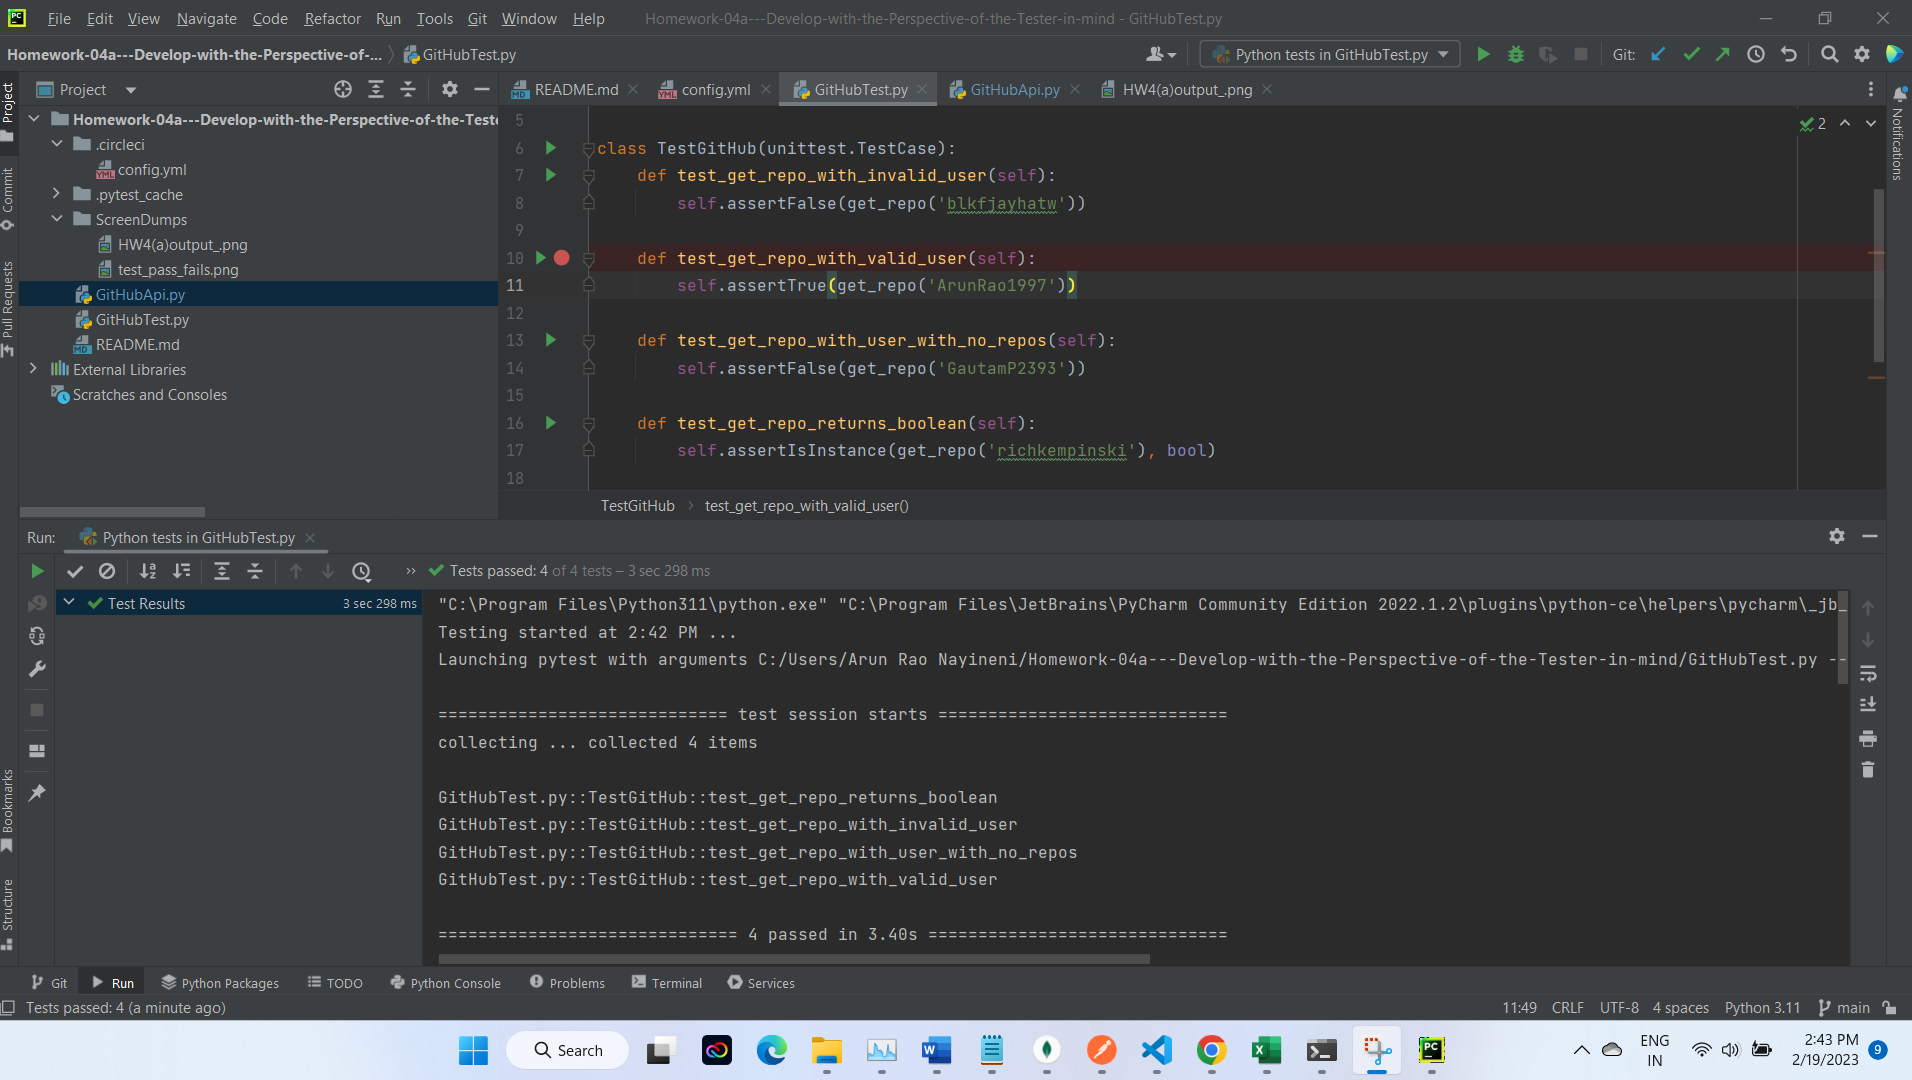 File Edit View Navigate Code Refactor Run Tools Git Window Help Homework-04a---Develop-with-the-Perspective-of-the-Tester-in-mind - GitHubTest.py
Homework-04a---Develop-with-the-Perspective-of-... GitHubTest.py Python tests in GitHubTest.py Git:
Project
README.md config.yml GitHubTest.py GitHubApi.py HW4(a)output_.png
Homework-04a---Develop-with-the-Perspective-of-the-Teste
.circleci
config.yml
.pytest_cache
ScreenDumps
HW4(a)output_.png
test_pass_fails.png
GitHubApi.py
GitHubTest.py
README.md
External Libraries
Scratches and Consoles
Project
Commit
Pull Requests
Bookmarks
Structure
Notifications
2
5
6 class TestGitHub(unittest.TestCase):
7 def test_get_repo_with_invalid_user(self):
8 self.assertFalse(get_repo('blkfjayhatw'))
9
10 def test_get_repo_with_valid_user(self):
11 self.assertTrue(get_repo('ArunRao1997'))
12
13 def test_get_repo_with_user_with_no_repos(self):
14 self.assertFalse(get_repo('GautamP2393'))
15
16 def test_get_repo_returns_boolean(self):
17 self.assertIsInstance(get_repo('richkempinski'), bool)
18
TestGitHub test_get_repo_with_valid_user()
Run: Python tests in GitHubTest.py
Tests passed: 4 of 4 tests – 3 sec 298 ms
Test Results 3 sec 298 ms
"C:\Program Files\Python311\python.exe" "C:\Program Files\JetBrains\PyCharm Community Edition 2022.1.2\plugins\python-ce\helpers\pycharm\_jb_
Testing started at 2:42 PM ...
Launching pytest with arguments C:/Users/Arun Rao Nayineni/Homework-04a---Develop-with-the-Perspective-of-the-Tester-in-mind/GitHubTest.py --
============================= test session starts =============================
collecting ... collected 4 items
GitHubTest.py::TestGitHub::test_get_repo_returns_boolean
GitHubTest.py::TestGitHub::test_get_repo_with_invalid_user
GitHubTest.py::TestGitHub::test_get_repo_with_user_with_no_repos
GitHubTest.py::TestGitHub::test_get_repo_with_valid_user
============================== 4 passed in 3.40s ==============================
Git Run Python Packages TODO Python Console Problems Terminal Services
Tests passed: 4 (a minute ago) 11:49 CRLF UTF-8 4 spaces Python 3.11 main
Search
ENG
IN
2:43 PM
2/19/2023
9